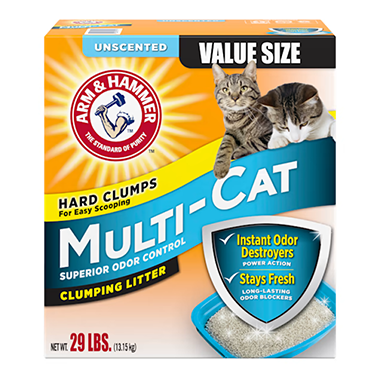 UNSCENTED
VALUE SIZE
ARM & HAMMER
THE STANDARD OF PURITY
™
HARD CLUMPS
For Easy Scooping
MULTI-CAT
SUPERIOR ODOR CONTROL
CLUMPING LITTER
Instant Odor
Destroyers
POWER ACTION
Stays Fresh
LONG-LASTING
ODOR BLOCKERS
NET WT. 29 LBS. (13.15 kg)